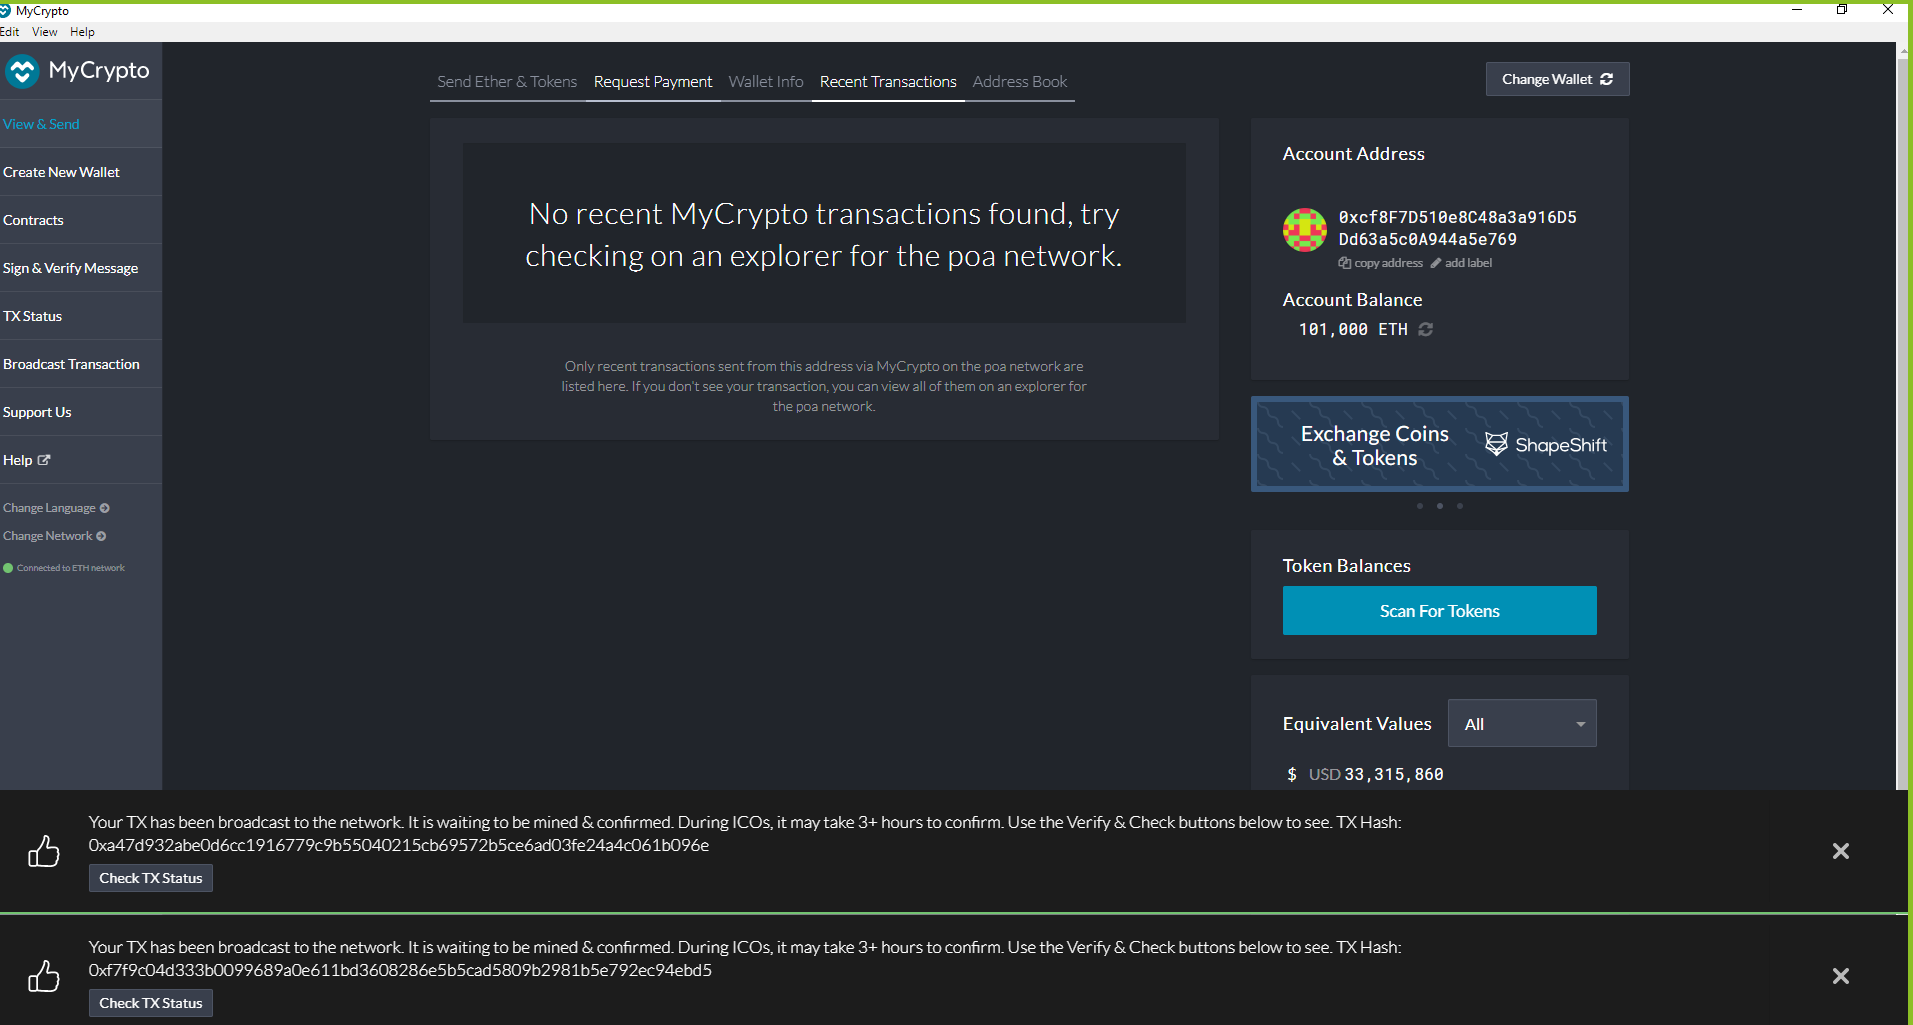 MyCrypto
Edit View Help
MyCrypto
View & Send
Create New Wallet
Contracts
Sign & Verify Message
TX Status
Broadcast Transaction
Support Us
Help
Change Language
Change Network
Connected to ETH network
Send Ether & Tokens Request Payment Wallet Info Recent Transactions Address Book
Change Wallet
No recent MyCrypto transactions found, try
checking on an explorer for the poa network.
Only recent transactions sent from this address via MyCrypto on the poa network are
listed here. If you don't see your transaction, you can view all of them on an explorer for
the poa network.
Account Address
0xcf8F7D510e8C48a3a916D5
Dd63a5c0A944a5e769
copy address add label
Account Balance
101,000 ETH
Exchange Coins
& Tokens
ShapeShift
Token Balances
Scan For Tokens
Equivalent Values All
$ USD 33,315,860
Your TX has been broadcast to the network. It is waiting to be mined & confirmed. During ICOs, it may take 3+ hours to confirm. Use the Verify & Check buttons below to see. TX Hash:
0xa47d932abe0d6cc1916779c9b55040215cb69572b5ce6ad03fe24a4c061b096e
Check TX Status
Your TX has been broadcast to the network. It is waiting to be mined & confirmed. During ICOs, it may take 3+ hours to confirm. Use the Verify & Check buttons below to see. TX Hash:
0xf7f9c04d333b0099689a0e611bd3608286e5b5cad5809b2981b5e792ec94ebd5
Check TX Status